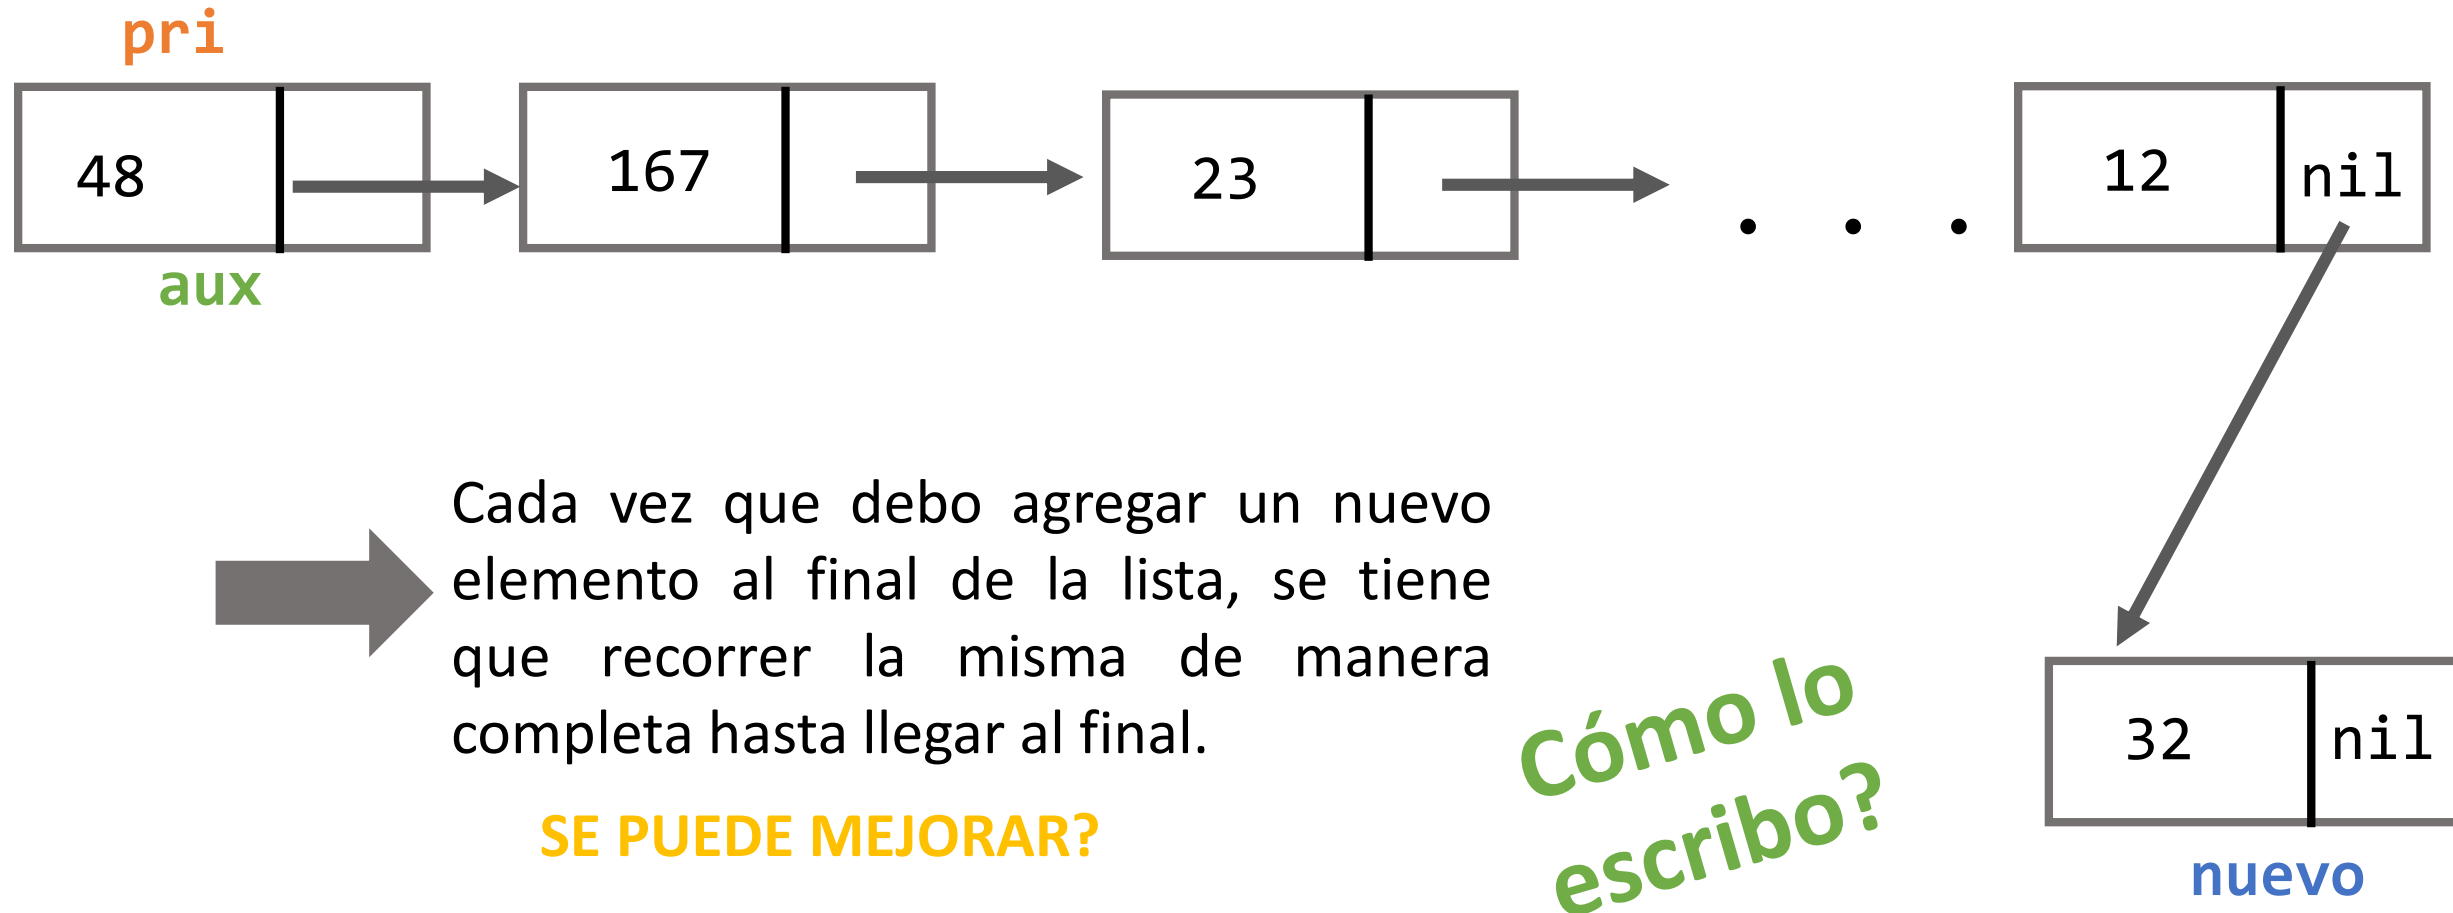 pri
48
167
23
. . .
12
nil
aux
Cada vez que debo agregar un nuevo
elemento al final de la lista, se tiene
que recorrer la misma de manera
completa hasta llegar al final.
SE PUEDE MEJORAR?
Cómo lo
escribo?
32
nil
nuevo